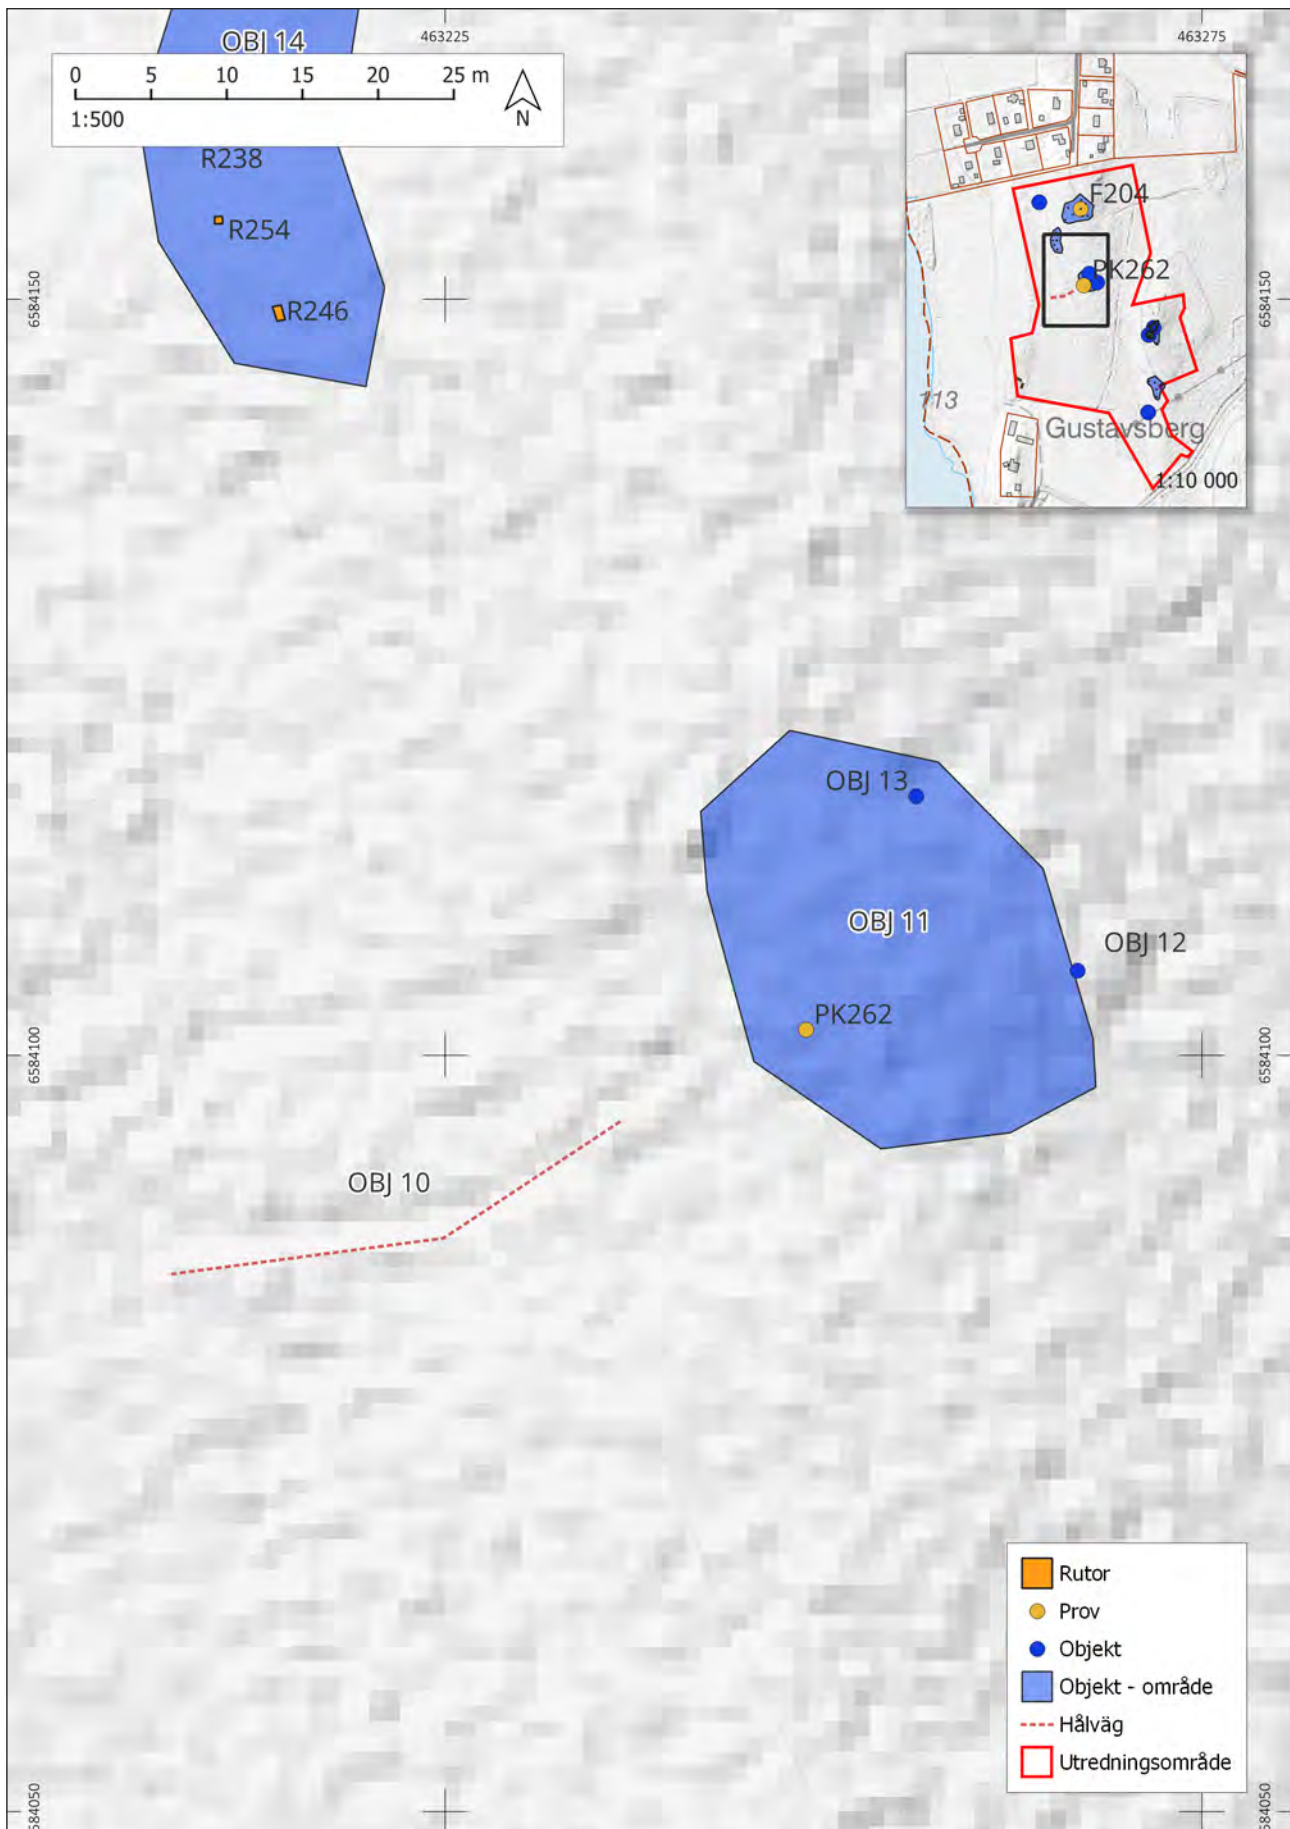 463225
463275
OBJ 14
0 5 10 15 20 25 m
1:500
N
R238
R254
R246
6584150
6584150
F204
PK262
113
Gustavsberg
1:10 000
OBJ 13
OBJ 11
OBJ 12
PK262
6584100
6584100
OBJ 10
Rutor
Prov
Objekt
Objekt - område
Hålväg
Utredningsområde
584050
584050